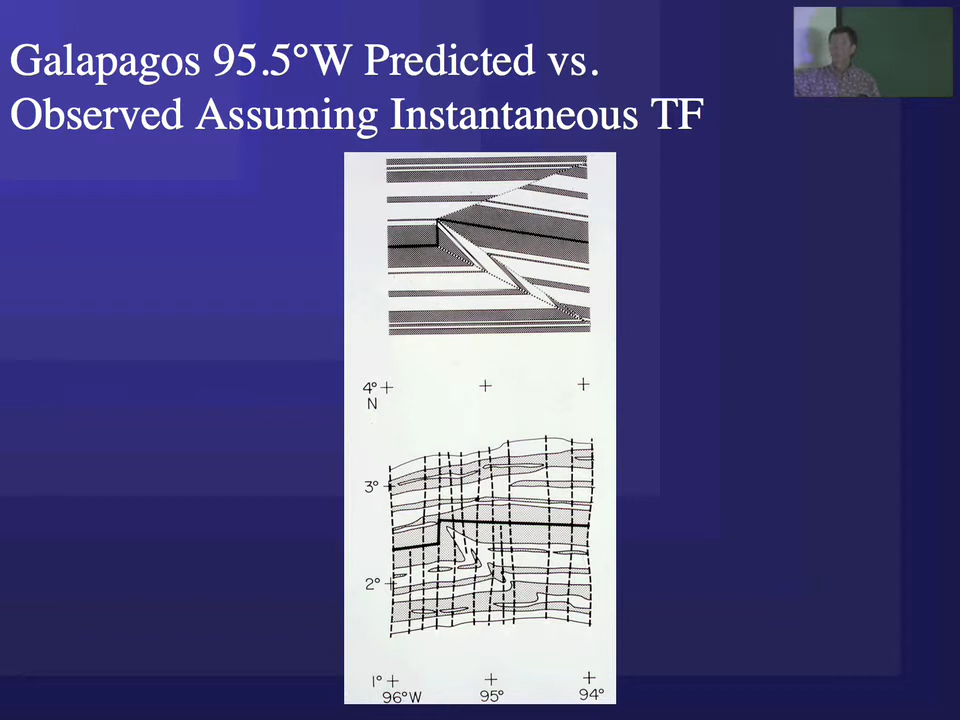 Galapagos 95.5°W Predicted vs.
Observed Assuming Instantaneous TF
4°
N
3°
2°
1°
96°W 95° 94°